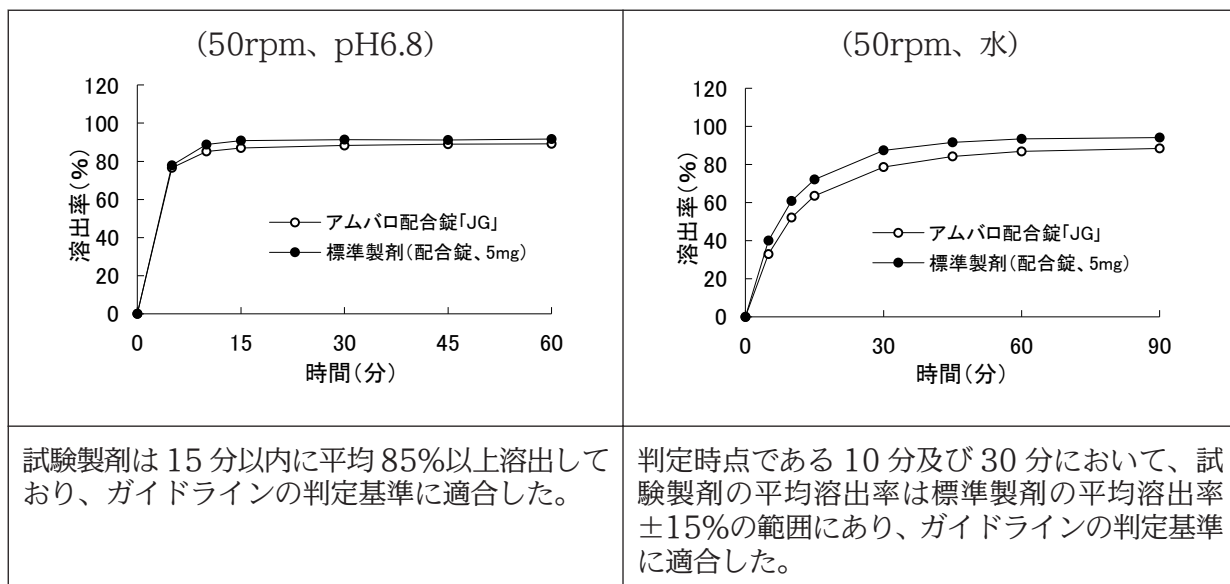 (50rpm、pH6.8)
120
100
80
60
40
20
0
溶出率(%)
アムバロ配合錠「JG」
標準製剤(配合錠、5mg)
0 15 30 45 60
時間(分)
試験製剤は 15 分以内に平均 85%以上溶出して
おり、ガイドラインの判定基準に適合した。
(50rpm、水)
120
100
80
60
40
20
0
溶出率(%)
アムバロ配合錠「JG」
標準製剤(配合錠、5mg)
0 30 60 90
時間(分)
判定時点である 10 分及び 30 分において、試
験製剤の平均溶出率は標準製剤の平均溶出率
±15%の範囲にあり、ガイドラインの判定基準
に適合した。